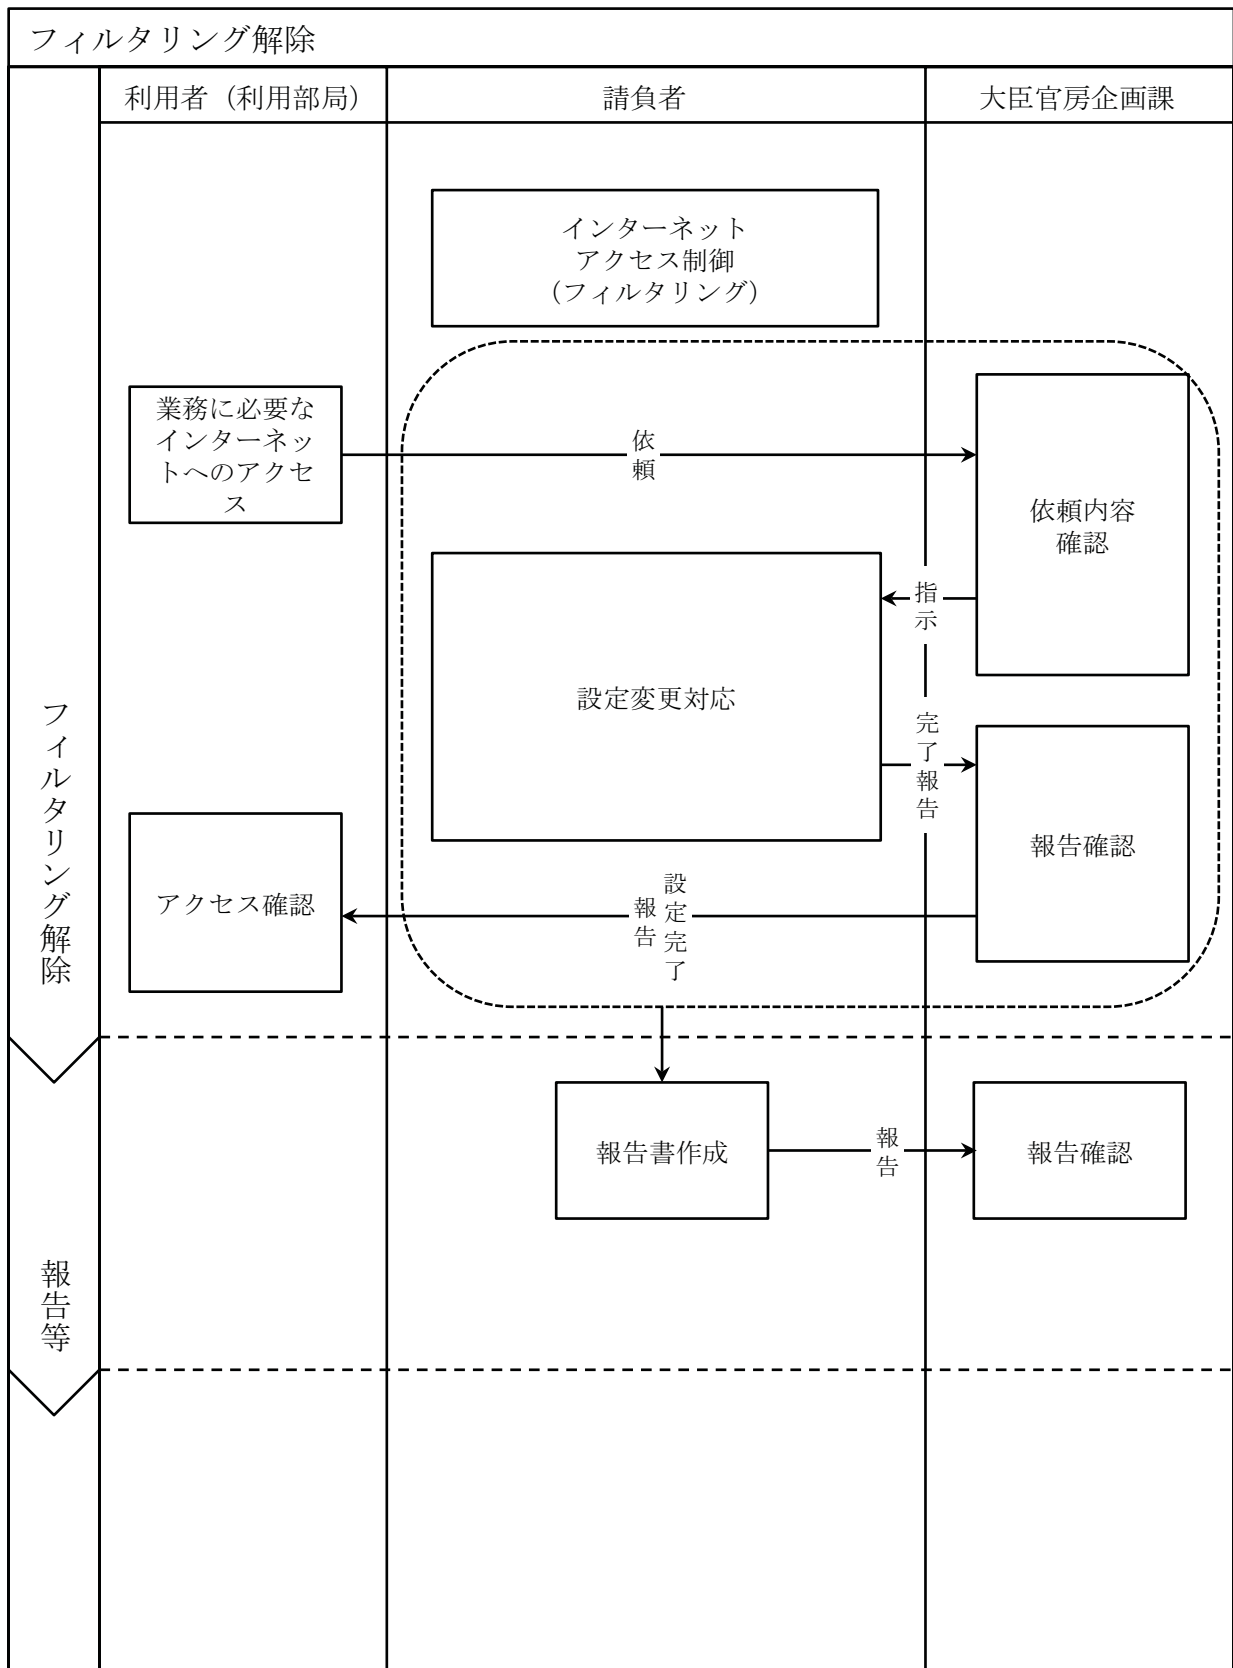 フィルタリング解除
利用者（利用部局）
請負者
大臣官房企画課
インターネット
アクセス制御
（フィルタリング）
業務に必要な
インターネッ
トへのアクセ
ス
依頼
依頼内容
確認
指示
設定変更対応
完了報告
報告確認
アクセス確認
設定完了
報告
フィルタリング解除
報告書作成
報告
報告確認
報告等